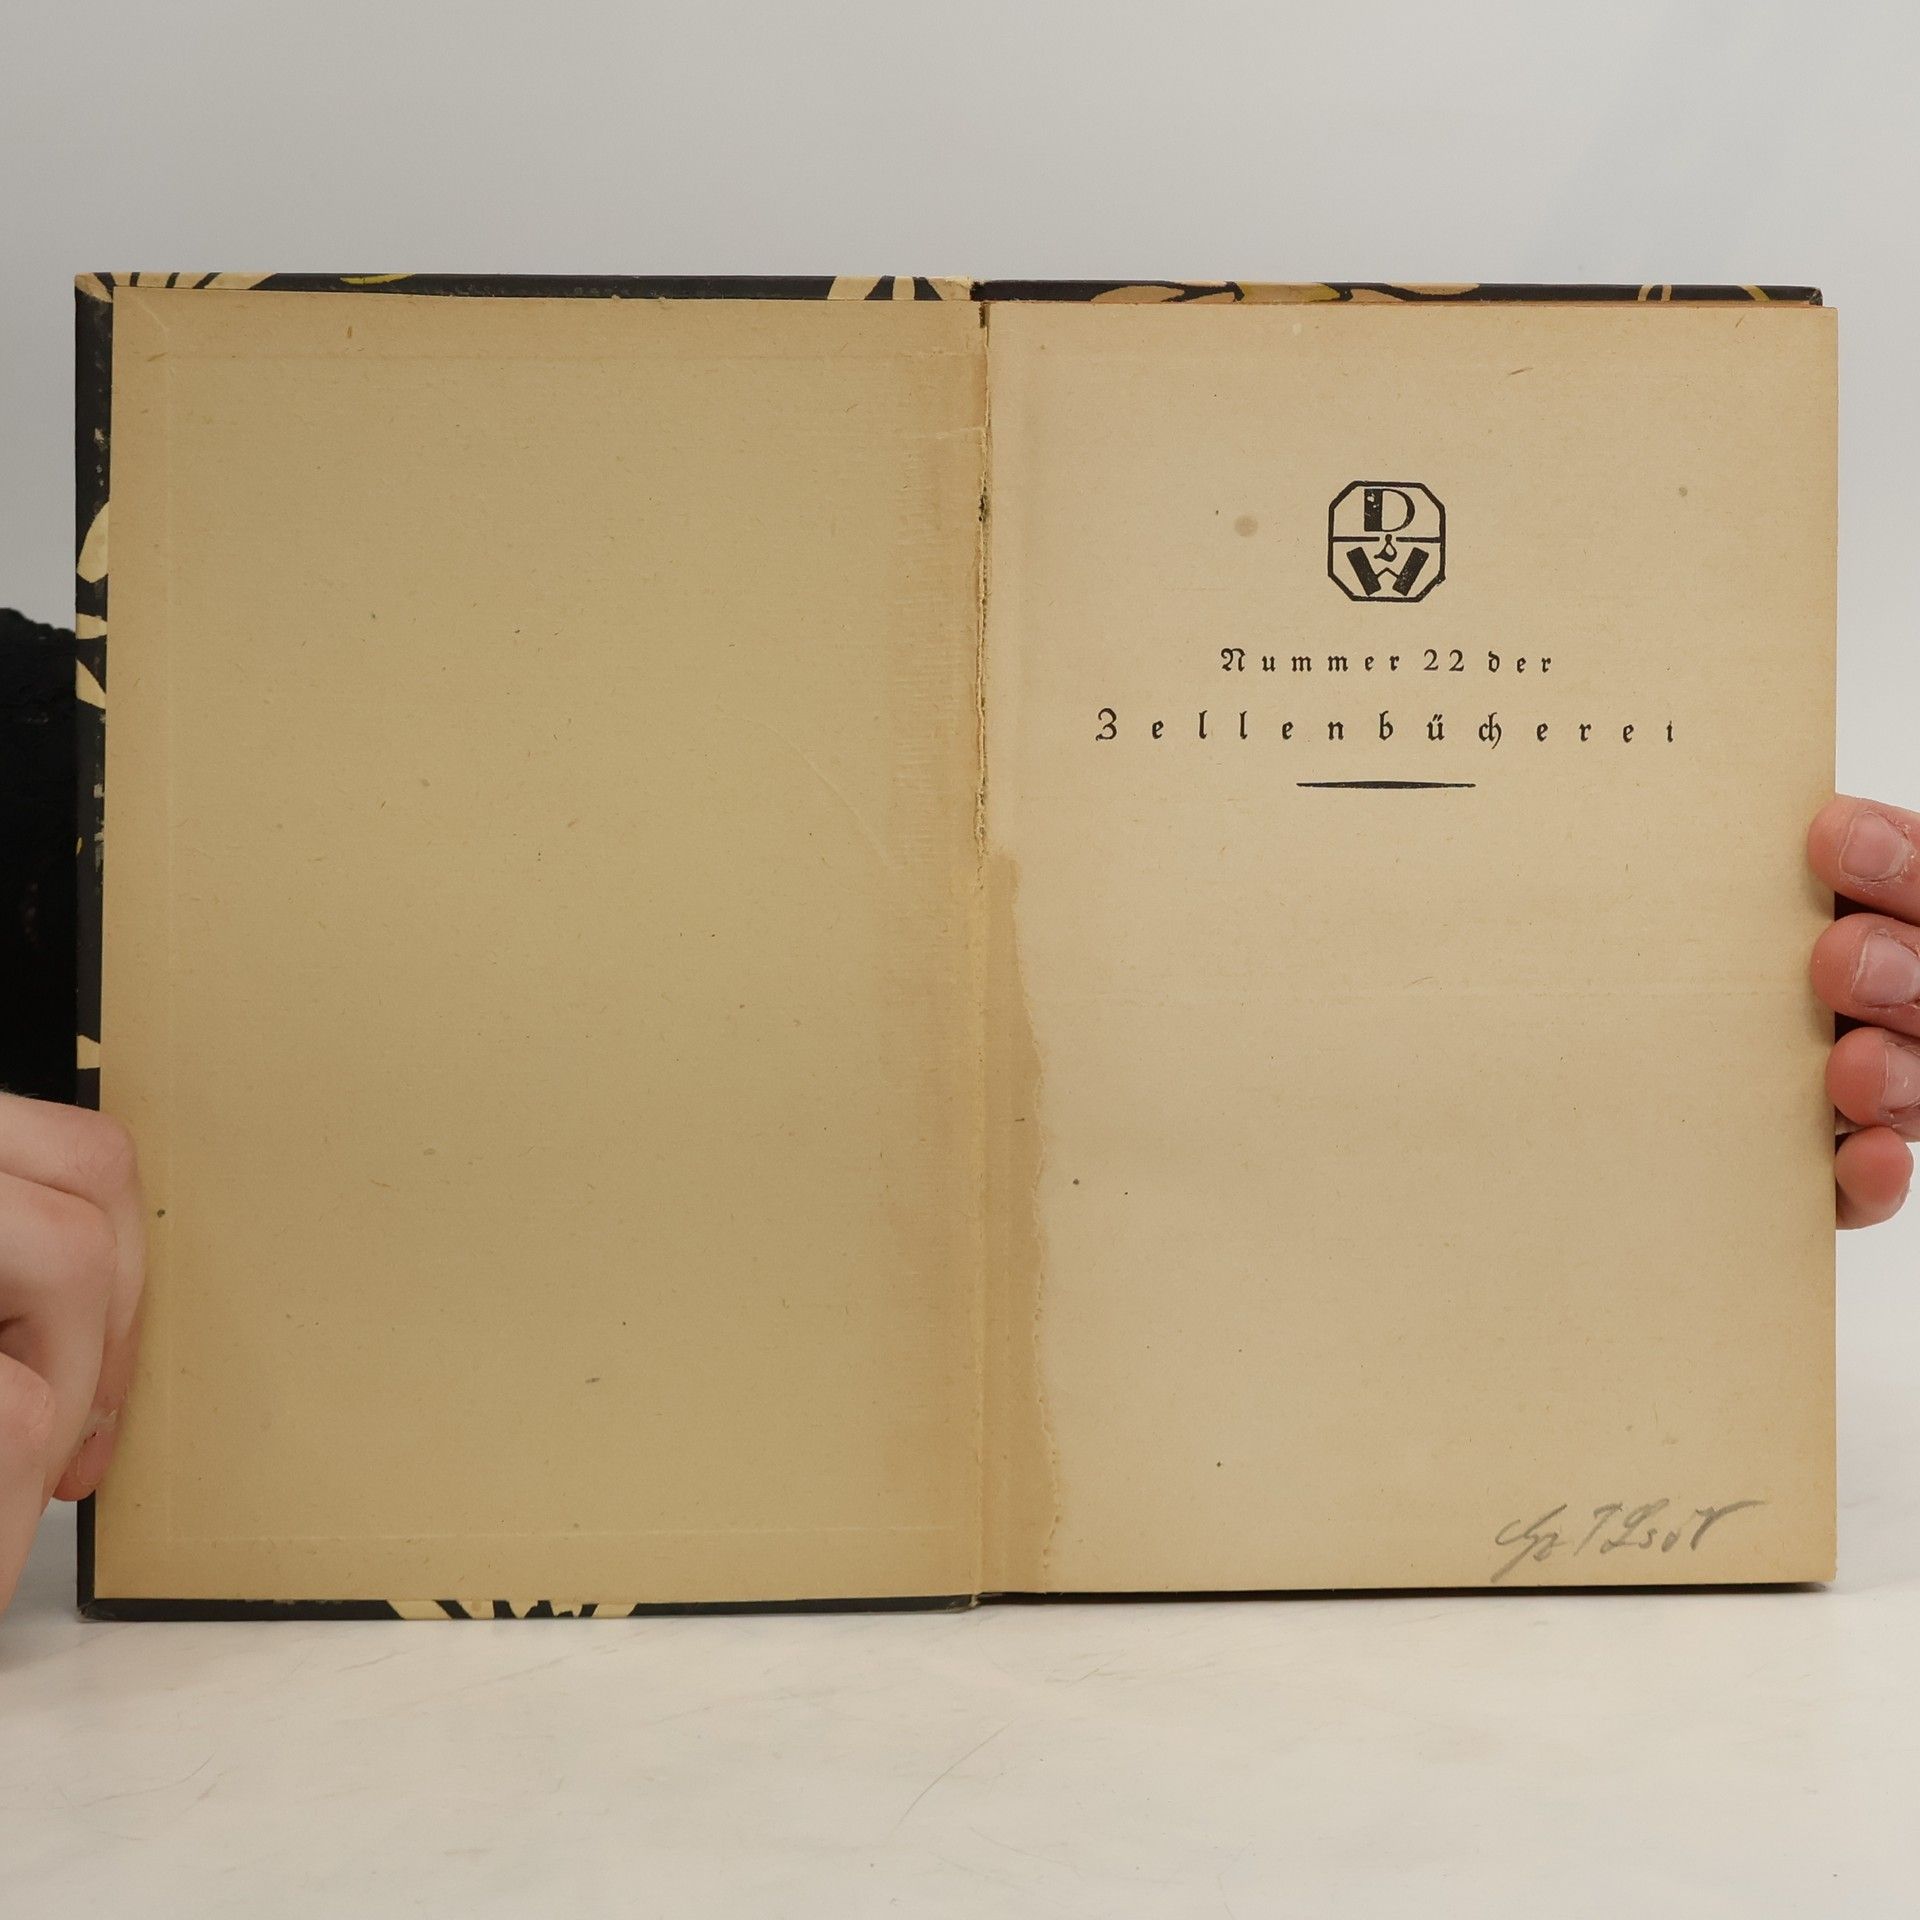 D
&
W
Nummer 22 der
Zellenbücherei